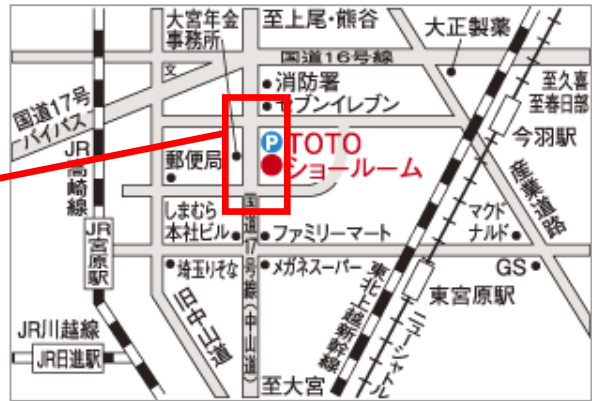 大宮年金
事務所
至上尾・熊谷
大正製薬
国道16号線
文
消防署
セブンイレブン
至久喜
至春日部
国道17号
バイパス
P
TOTO
ショールーム
今羽駅
JR高崎線
郵便局
産業道路
しまむら
本社ビル
国道17号線(中山道)
ファミリーマート
マクド
ナルド
JR宮原駅
埼玉りそな
メガネスーパー
GS
旧中山道
東北上越新幹線
東宮原駅
ニューシャトル
JR川越線
JR日進駅
至大宮